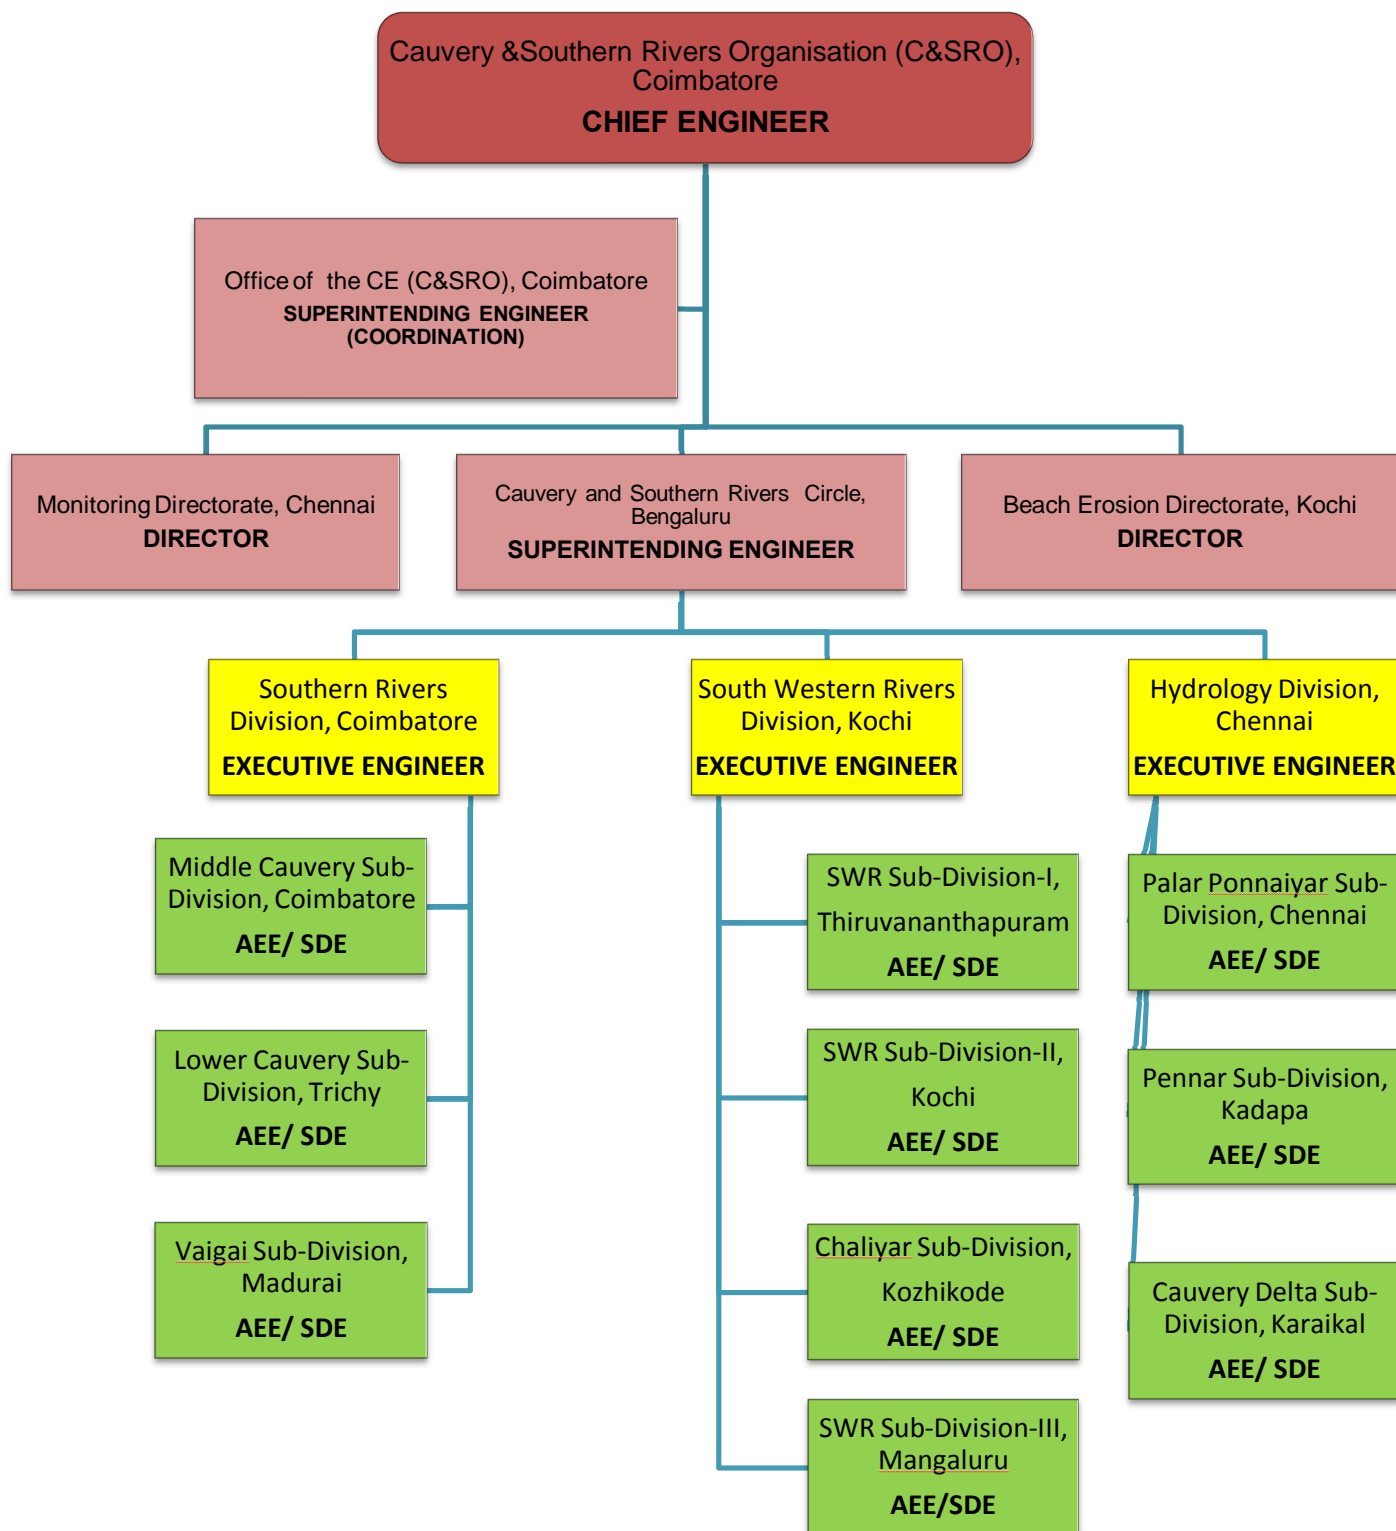 Cauvery &Southern Rivers Organisation (C&SRO),
Coimbatore
CHIEF ENGINEER
Office of the CE (C&SRO), Coimbatore
SUPERINTENDING ENGINEER
(COORDINATION)
Monitoring Directorate, Chennai
DIRECTOR
Cauvery and Southern Rivers Circle,
Bengaluru
SUPERINTENDING ENGINEER
Beach Erosion Directorate, Kochi
DIRECTOR
Southern Rivers
Division, Coimbatore
EXECUTIVE ENGINEER
Middle Cauvery Sub-
Division, Coimbatore
AEE/ SDE
Lower Cauvery Sub-
Division, Trichy
AEE/ SDE
Vaigai Sub-Division,
Madurai
AEE/ SDE
South Western Rivers
Division, Kochi
EXECUTIVE ENGINEER
SWR Sub-Division-I,
Thiruvananthapuram
AEE/ SDE
SWR Sub-Division-II,
Kochi
AEE/ SDE
Chaliyar Sub-Division,
Kozhikode
AEE/ SDE
SWR Sub-Division-III,
Mangaluru
AEE/SDE
Hydrology Division,
Chennai
EXECUTIVE ENGINEER
Palar Ponnaiyar Sub-
Division, Chennai
AEE/ SDE
Pennar Sub-Division,
Kadapa
AEE/ SDE
Cauvery Delta Sub-
Division, Karaikal
AEE/ SDE